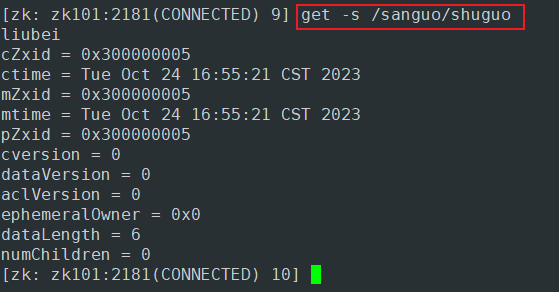 [zk: zk101:2181(CONNECTED) 9] get -s /sanguo/shuguo
liubei
cZxid = 0x300000005
ctime = Tue Oct 24 16:55:21 CST 2023
mZxid = 0x300000005
mtime = Tue Oct 24 16:55:21 CST 2023
pZxid = 0x300000005
cversion = 0
dataVersion = 0
aclVersion = 0
ephemeralOwner = 0x0
dataLength = 6
numChildren = 0
[zk: zk101:2181(CONNECTED) 10]